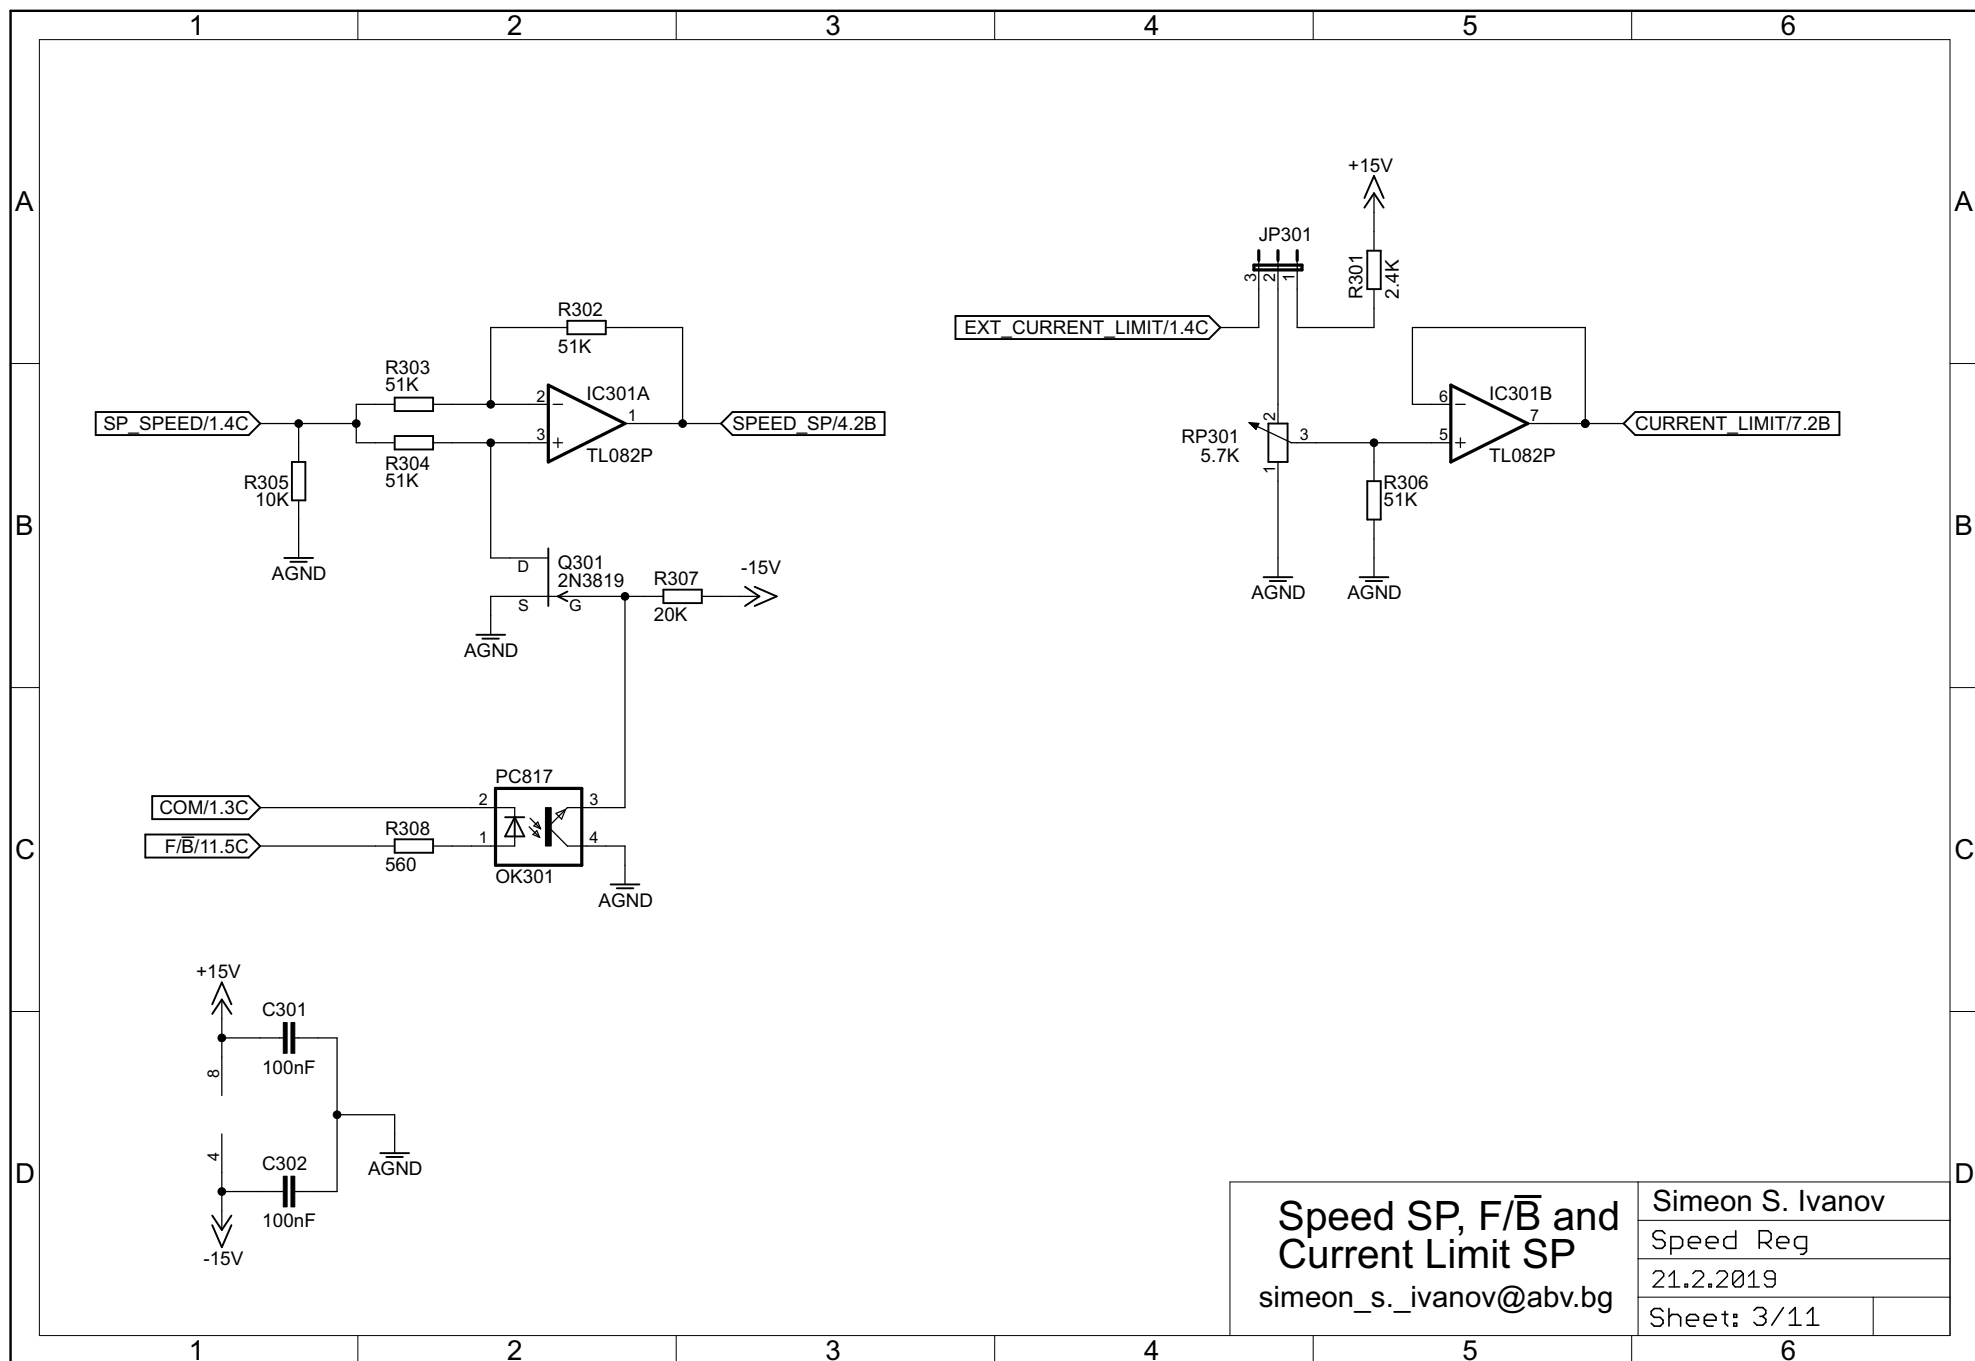 1 2 3 4 5 6
A A
+15V
JP301
R301
2.4K
3 2 1
R302
51K
EXT_CURRENT_LIMIT/1.4C
R303
51K
IC301A
2
1
3
TL082P
SP_SPEED/1.4C
SPEED_SP/4.2B
R304
51K
R305
10K
AGND
IC301B
6
7
5
TL082P
CURRENT_LIMIT/7.2B
RP301
5.7K
2
3
1
R306
51K
AGND
AGND
B B
D
S
G
Q301
2N3819
R307
20K
-15V
AGND
PC817
COM/1.3C
2
3
F/B̅/11.5C
R308
560
1
4
OK301
AGND
C C
+15V
C301
100nF
8
4
C302
100nF
AGND
-15V
D D
Speed SP, F/B̅ and
Current Limit SP
simeon_s._ivanov@abv.bg
Simeon S. Ivanov
Speed Reg
21.2.2019
Sheet: 3/11
1 2 3 4 5 6